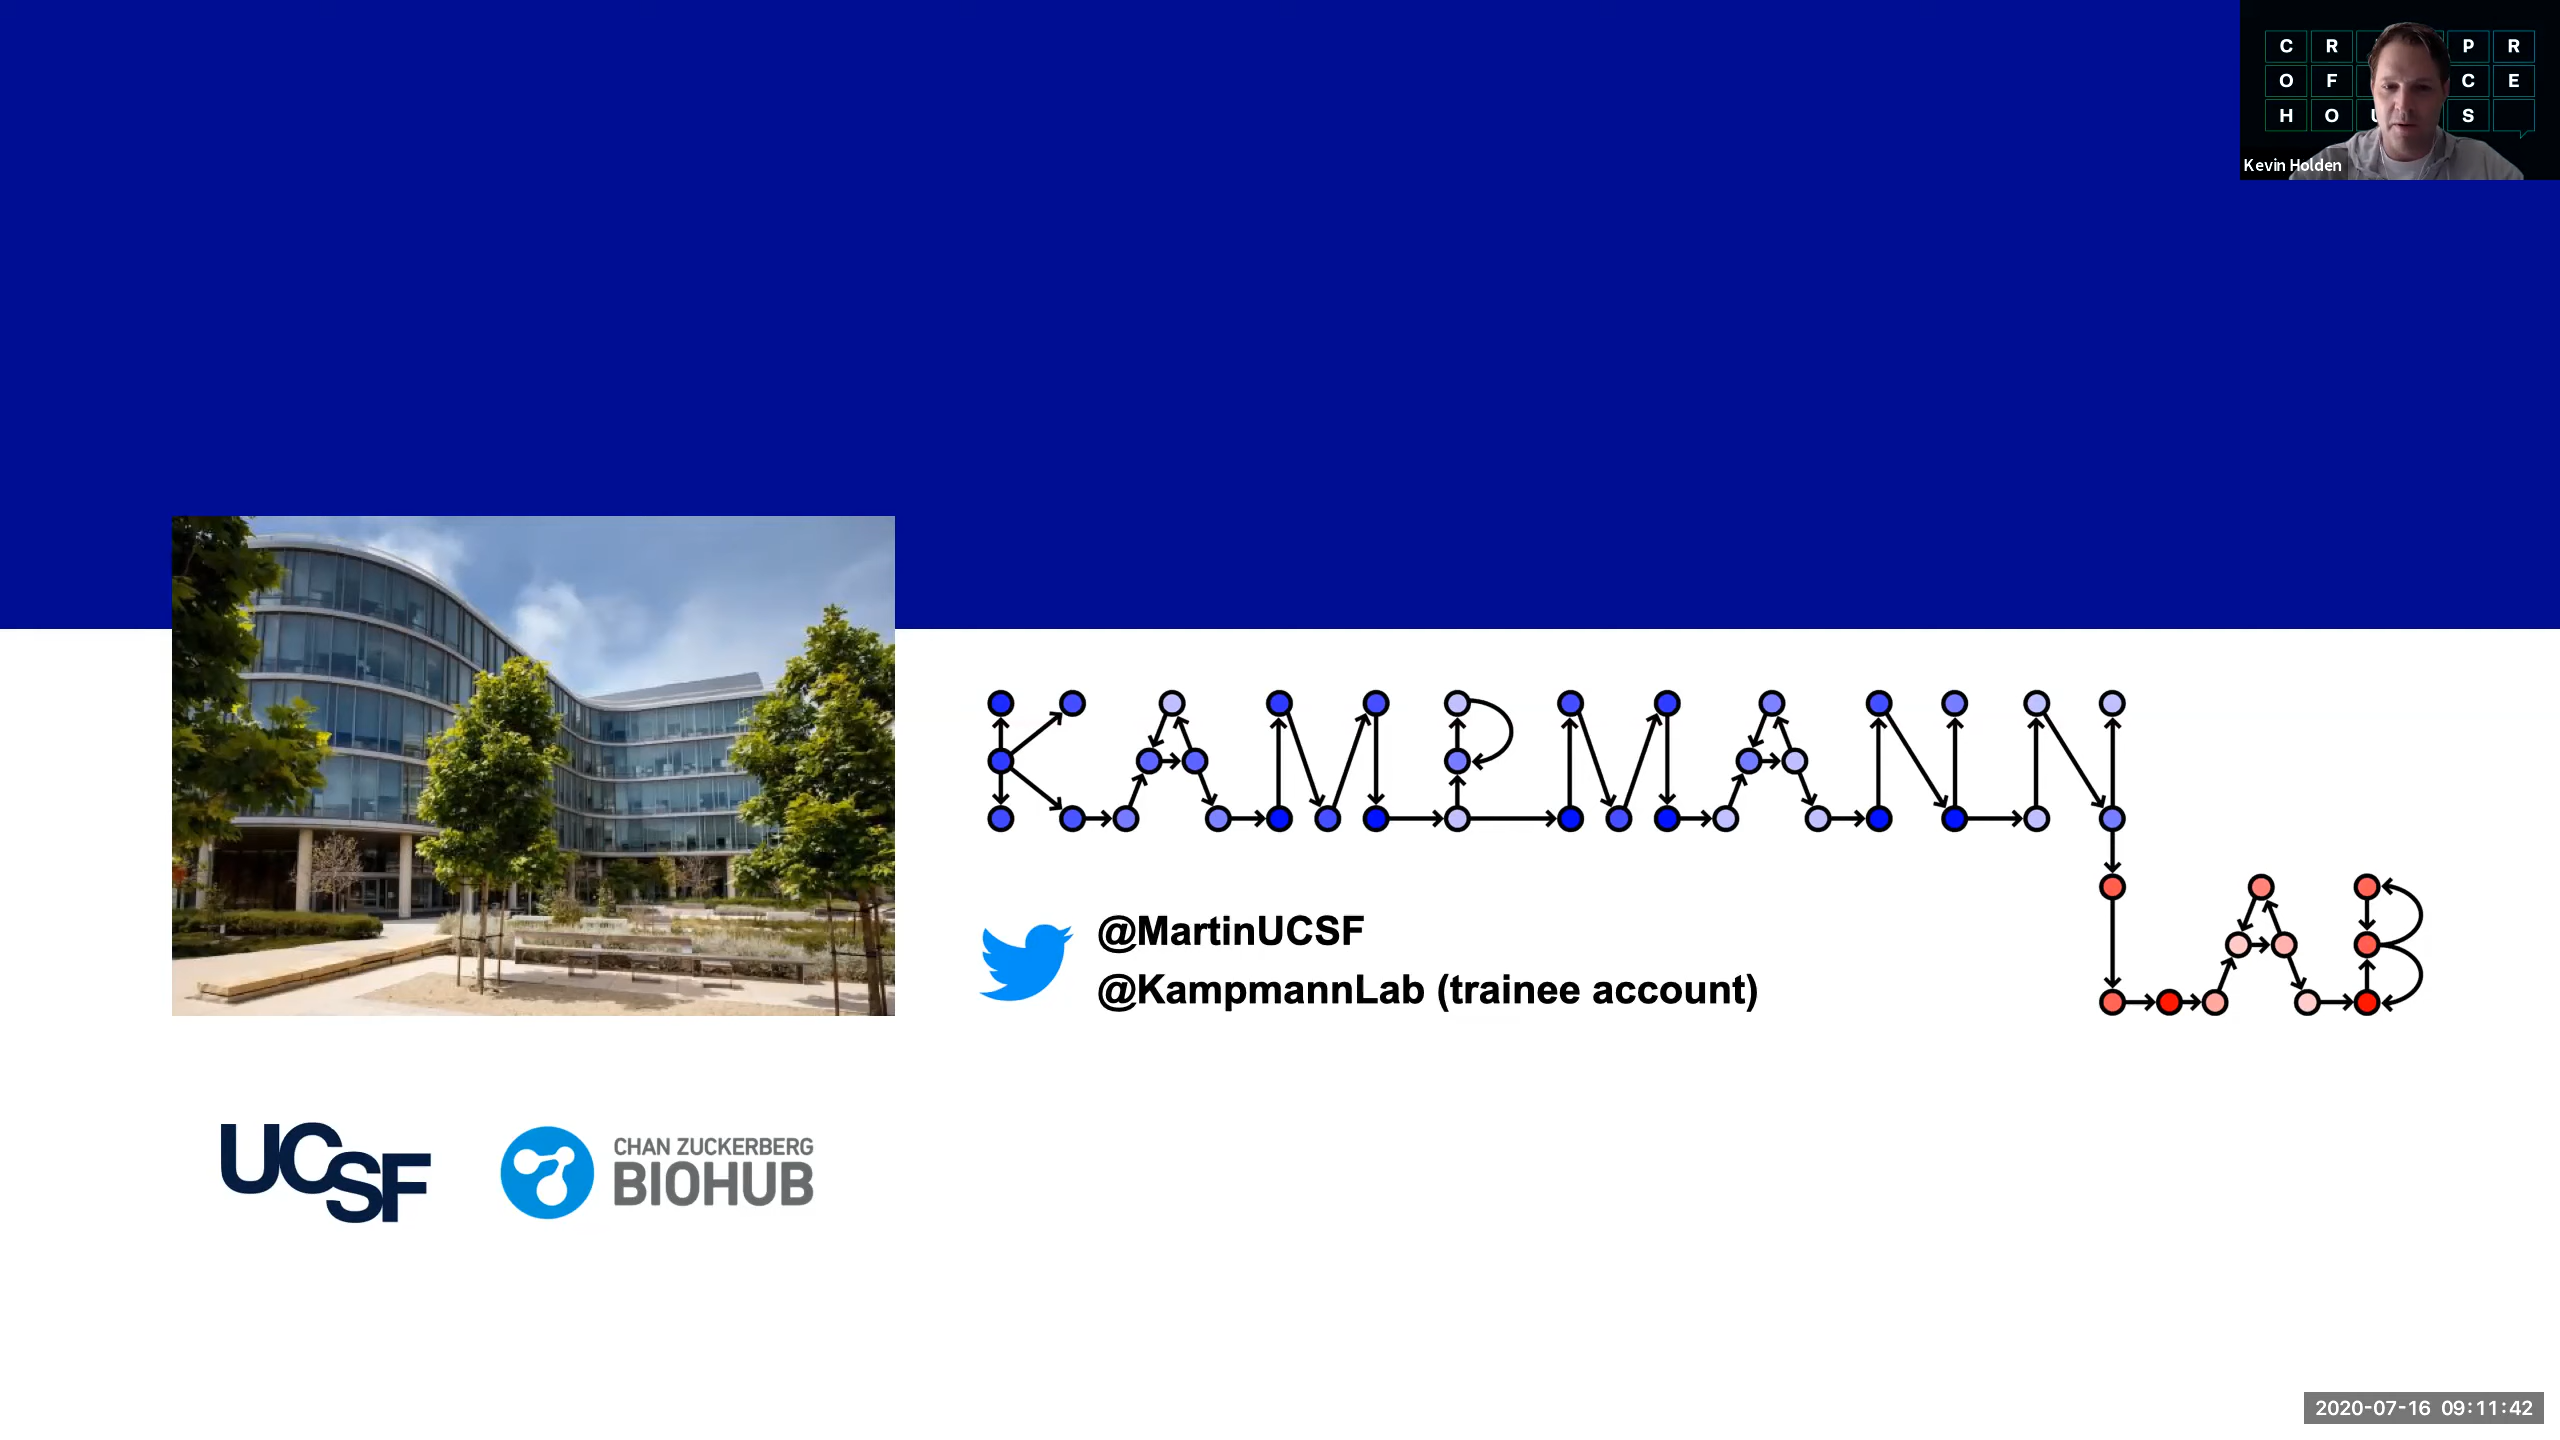 C R P R
O F C E
H O U S
Kevin Holden
KAMPMANN
LAB
@MartinUCSF
@KampmannLab (trainee account)
UCSF
CHAN ZUCKERBERG
BIOHUB
2020-07-16 09:11:42